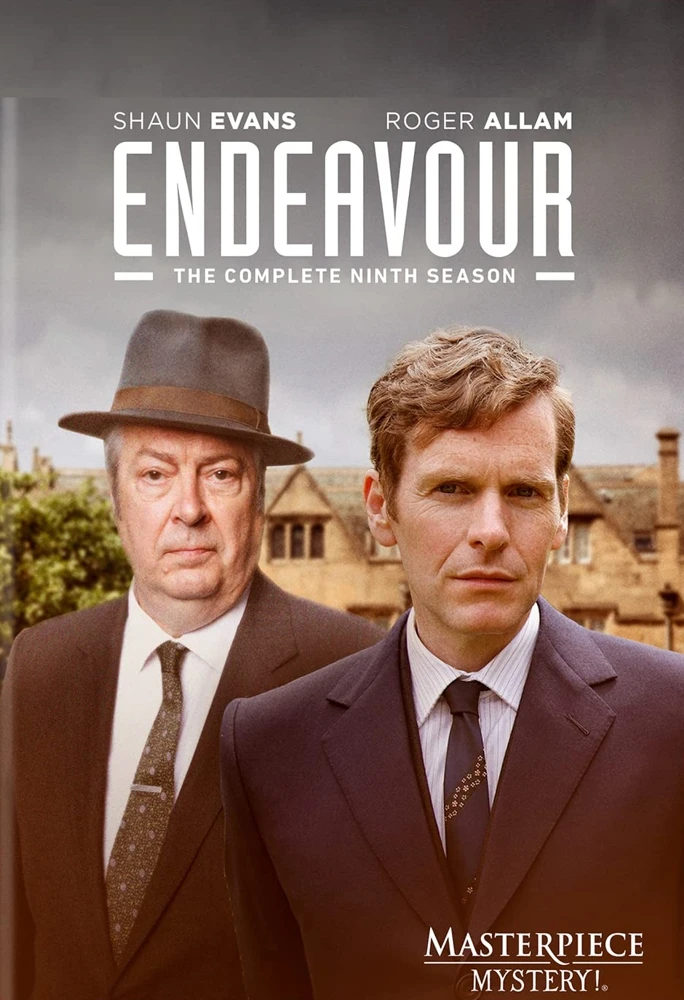 SHAUN EVANS ROGER ALLAM
ENDEAVOUR
THE COMPLETE NINTH SEASON
MASTERPIECE
MYSTERY!®